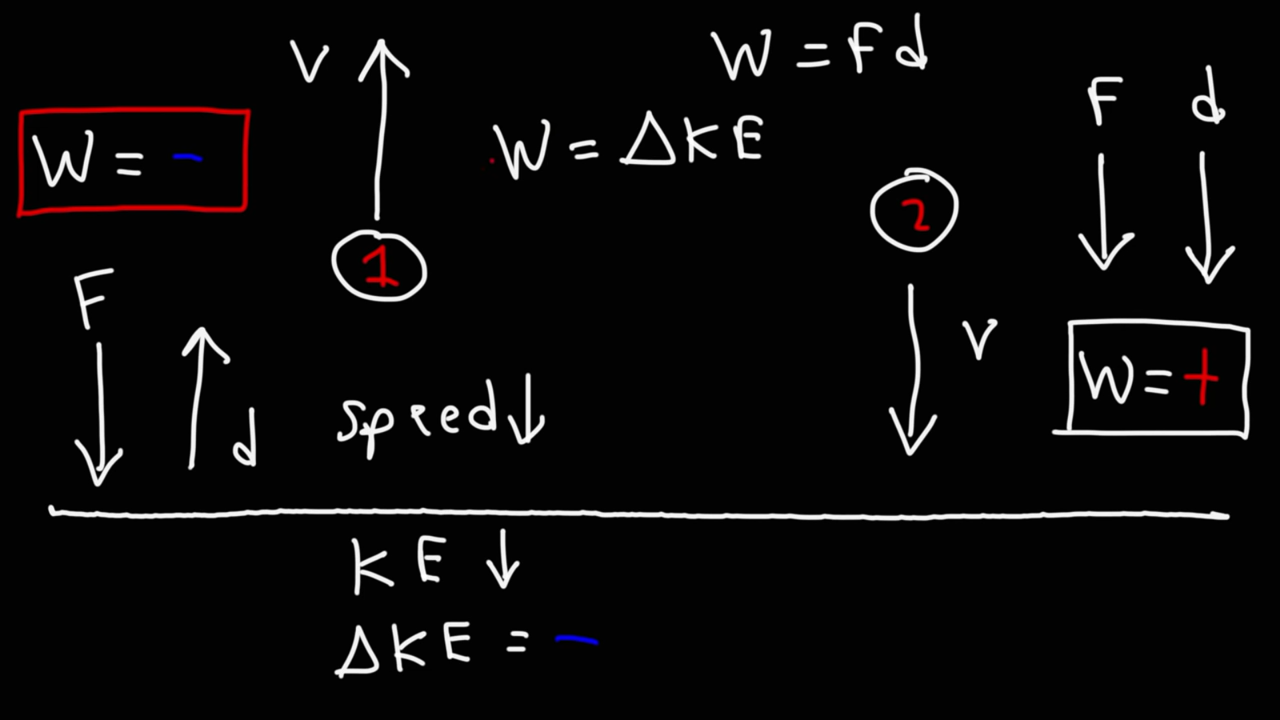 V
W = Fd
F d
W = -
W = ΔKE
1
2
F
V
W = +
d
speed ↓
KE ↓
ΔKE = -